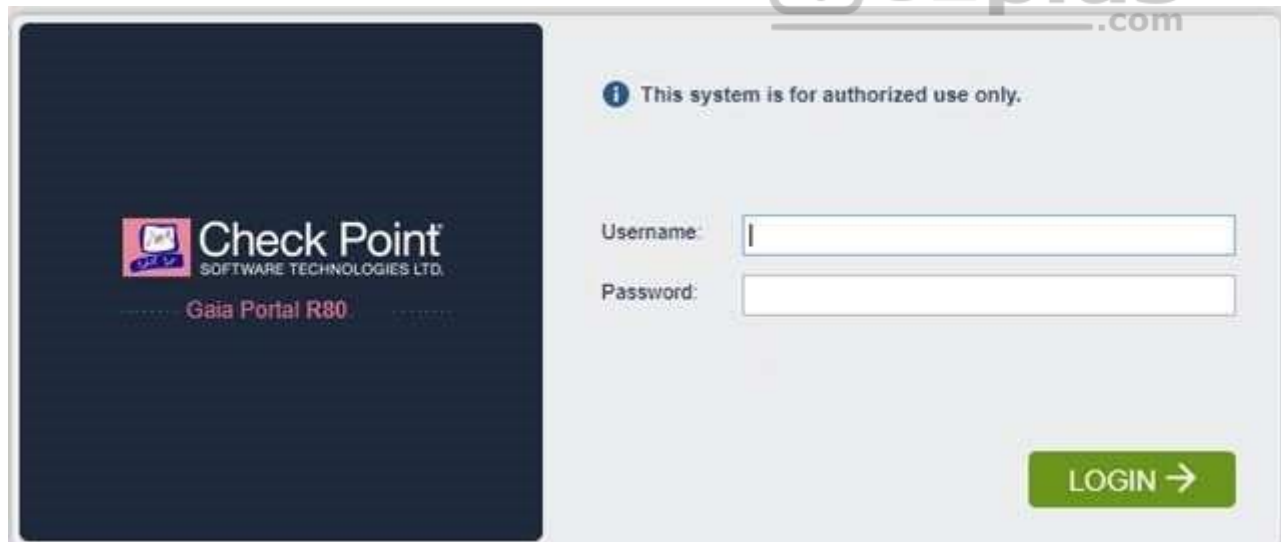 .com
This system is for authorized use only.
Check Point
SOFTWARE TECHNOLOGIES LTD.
Gaia Portal R80
Username:
Password:
LOGIN